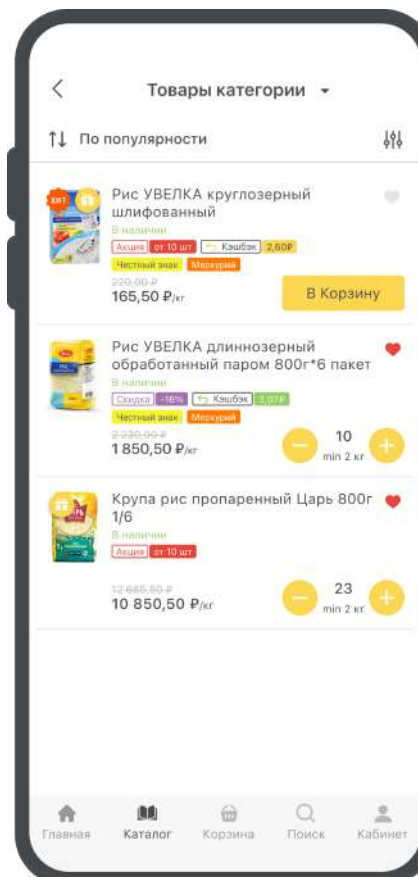 Товары категории
По популярности
ХИТ
Рис УВЕЛКА круглозерный
шлифованный
В наличии
Акция от 10 шт Кэшбэк 2,60₽
Честный знак Меркурий
220,00 ₽
165,50 ₽/кг
В Корзину
Рис УВЕЛКА длиннозерный
обработанный паром 800г*6 пакет
В наличии
Скидка -16% Кэшбэк 2,07₽
Честный знак Меркурий
2 220,00 ₽
1 850,50 ₽/кг
10
min 2 кг
Крупа рис пропаренный Царь 800г
1/6
В наличии
Акция от 10 шт
12 685,50 ₽
10 850,50 ₽/кг
23
min 2 кг
Главная Каталог Корзина Поиск Кабинет